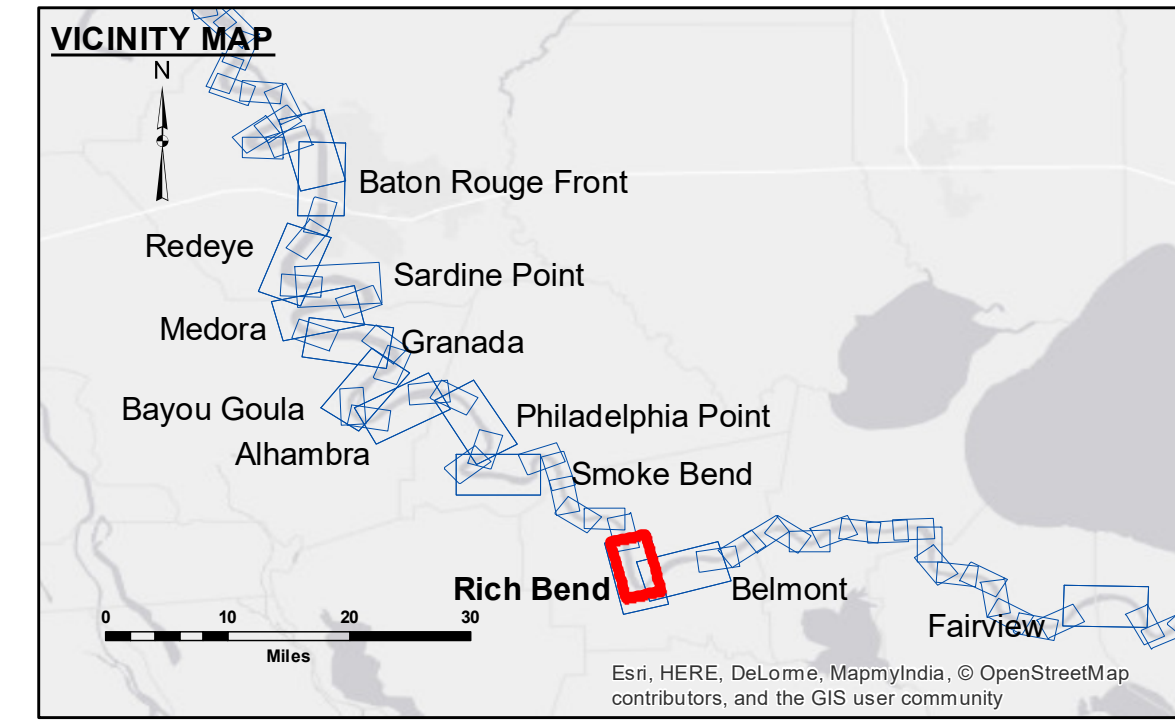 VICINITY MAP
N
Baton Rouge Front
Redeye
Sardine Point
Medora
Granada
Bayou Goula
Philadelphia Point
Alhambra
Smoke Bend
Rich Bend
Belmont
Fairview
0 10 20 30
Miles
Esri, HERE, DeLorme, MapmyIndia, © OpenStreetMap
contributors, and the GIS user community